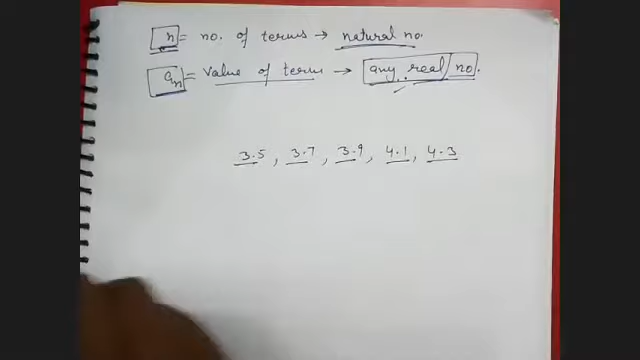 n = no. of terms → natural no.
an = Value of terms → any real no.
3.5, 3.7, 3.9, 4.1, 4.3